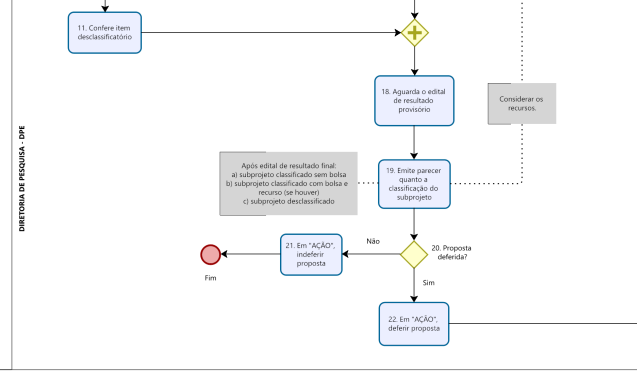 11. Confere item
desclassificatório
18. Aguarda o edital
de resultado
provisório
Considerar os
recursos.
DIRETORIA DE PESQUISA - DPE
Após edital de resultado final:
a) subprojeto classificado sem bolsa
b) subprojeto classificado com bolsa e
recurso (se houver)
c) subprojeto desclassificado
19. Emite parecer
quanto a
classificação do
subprojeto
21. Em "AÇÃO",
indeferir
proposta
Não
20. Proposta
deferida?
Fim
Sim
22. Em "AÇÃO",
deferir proposta